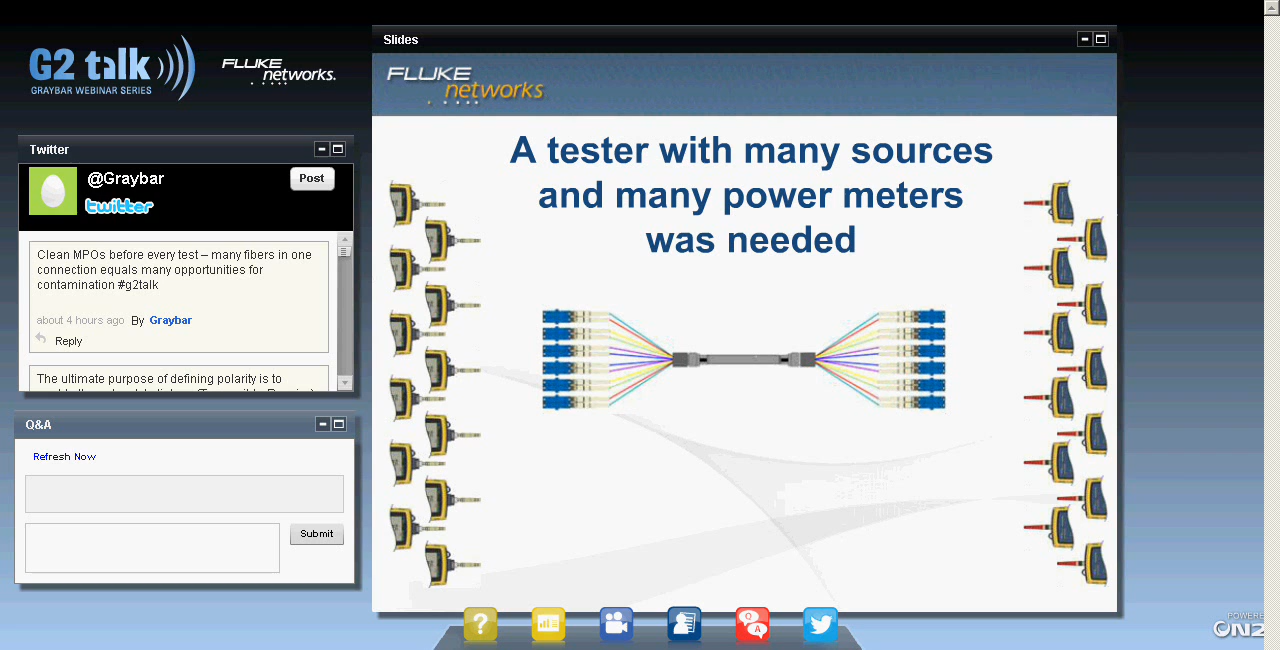 G2 talk
GRAYBAR WEBINAR SERIES
FLUKE
networks.
Twitter
@Graybar
Post
twitter
Clean MPOs before every test – many fibers in one
connection equals many opportunities for
contamination #g2talk
about 4 hours ago By Graybar
Reply
The ultimate purpose of defining polarity is to
Q&A
Refresh Now
Submit
Slides
FLUKE
networks
A tester with many sources
and many power meters
was needed
?
Q
A
POWERE
ON2